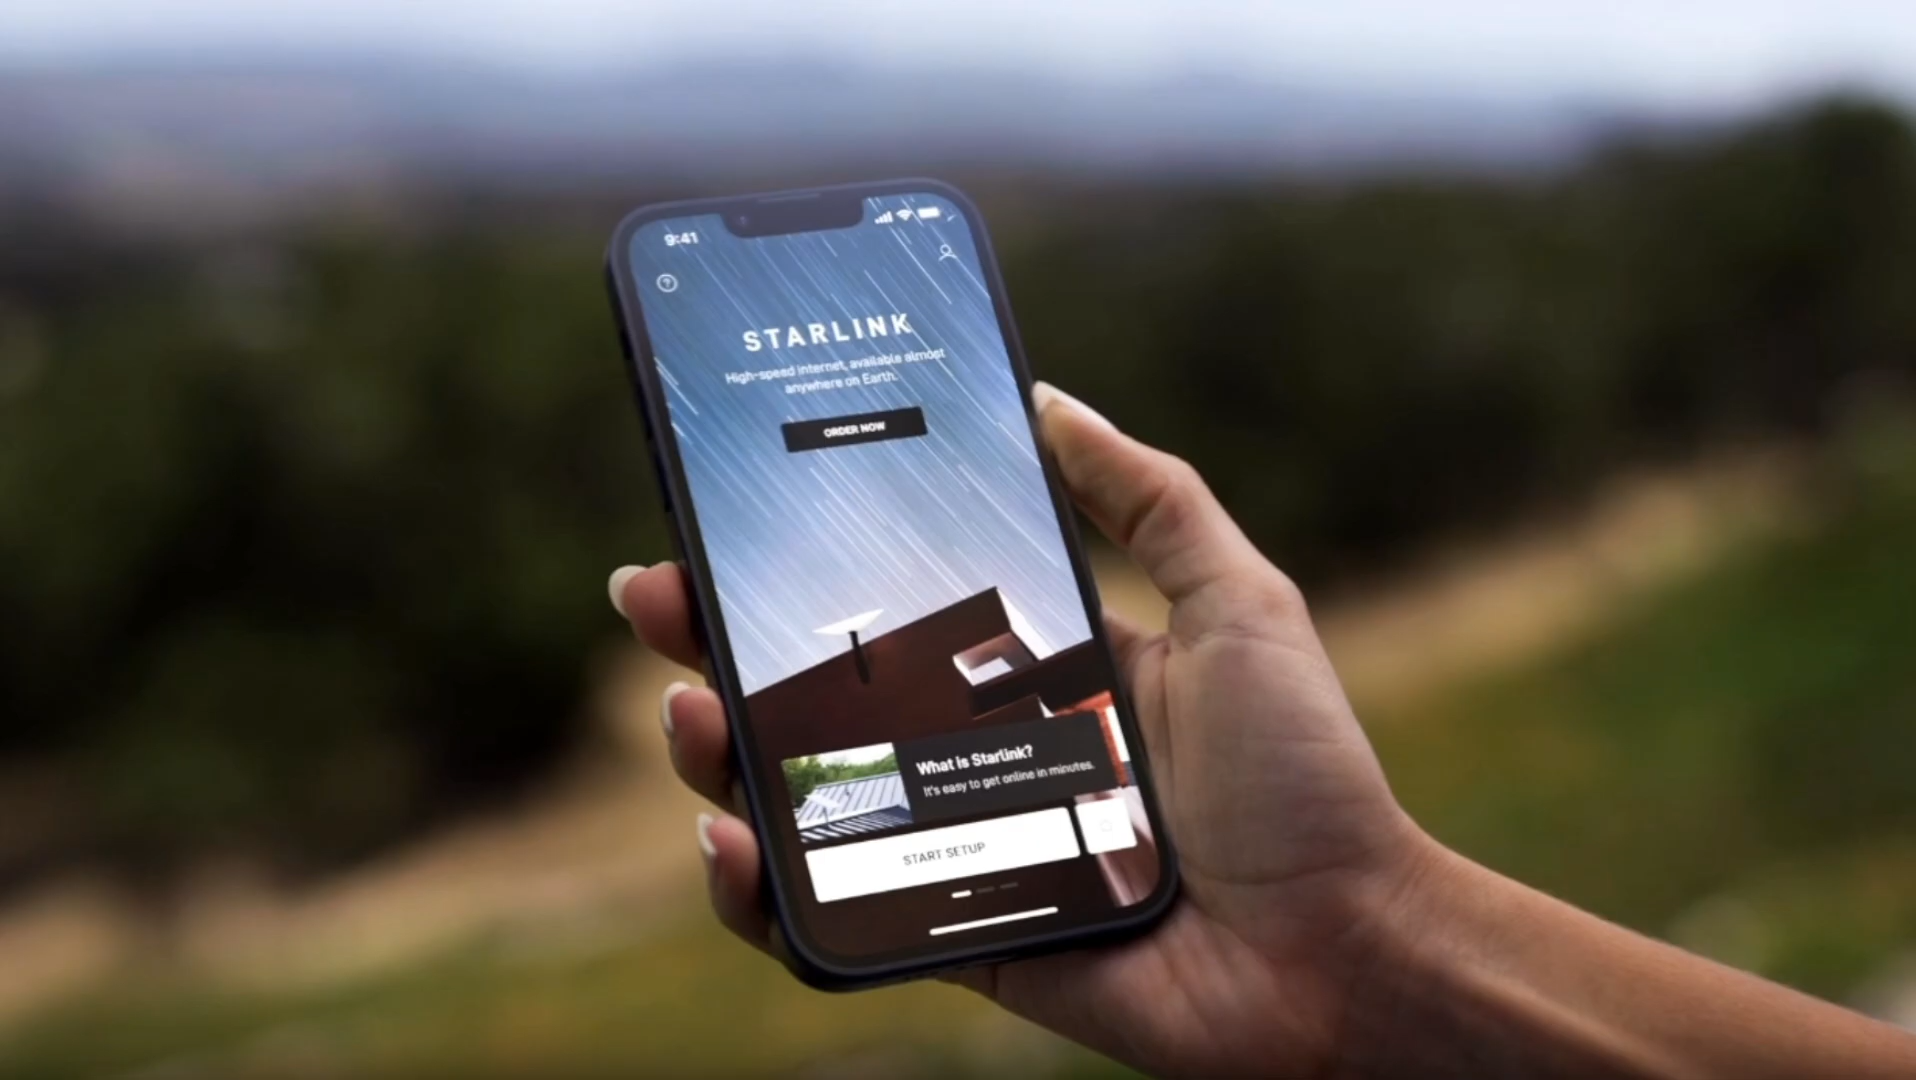 9:41
STARLINK
High-speed internet, available almost
anywhere on Earth.
ORDER NOW
What is Starlink?
It's easy to get online in minutes.
START SETUP